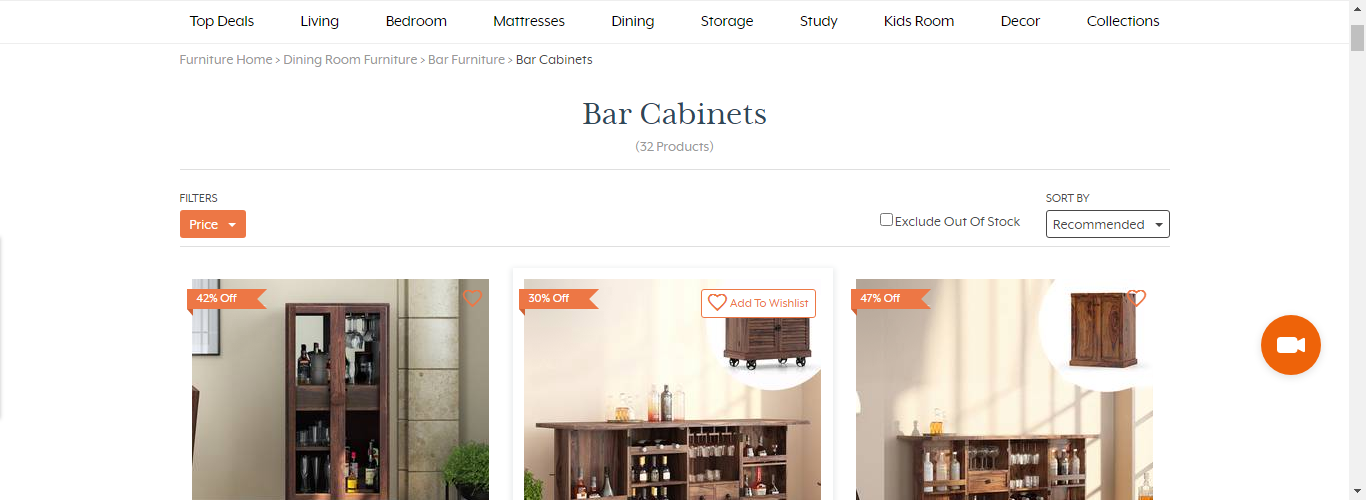 Top Deals Living Bedroom Mattresses Dining Storage Study Kids Room Decor Collections
Furniture Home > Dining Room Furniture > Bar Furniture > Bar Cabinets
Bar Cabinets
(32 Products)
FILTERS
Price
Exclude Out Of Stock
SORT BY
Recommended
42% Off
30% Off
Add To Wishlist
47% Off